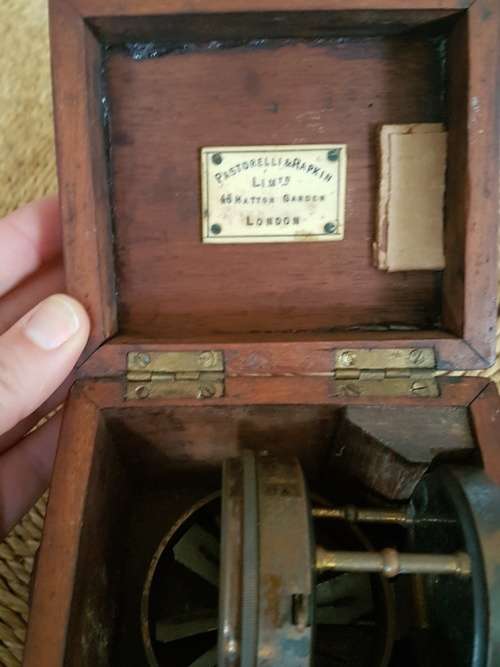 PASTORELLI & RAPKIN
LIMTD
46 HATTON GARDEN
LONDON